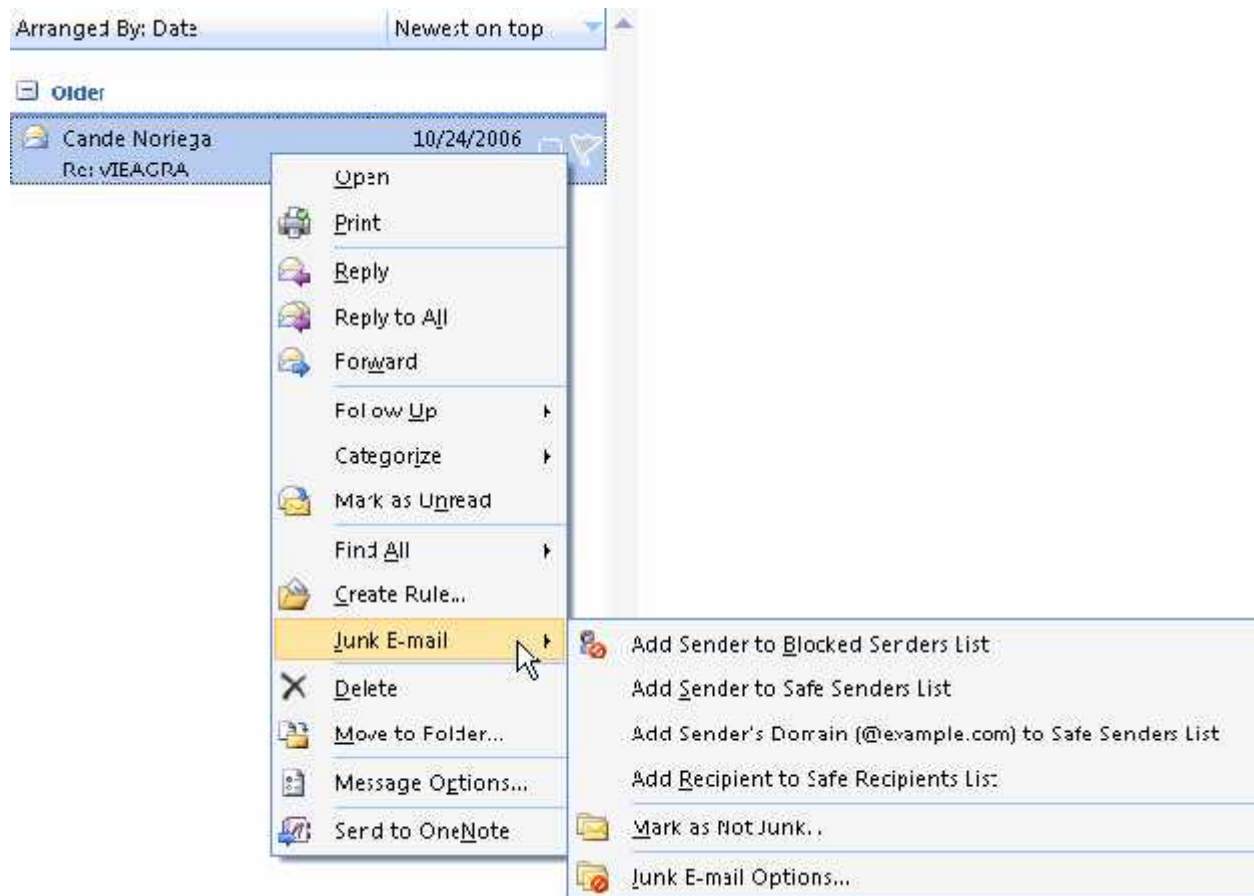 Arranged By: Date Newest on top
Older
Cande Noriega 10/24/2006
Re: vIEAGRA
Open
Print
Reply
Reply to All
Forward
Follow Up
Categorize
Mark as Unread
Find All
Create Rule...
Junk E-mail
Delete
Move to Folder...
Message Options...
Send to OneNote
Add Sender to Blocked Senders List
Add Sender to Safe Senders List
Add Sender's Domain (@example.com) to Safe Senders List
Add Recipient to Safe Recipients List
Mark as Not Junk...
Junk E-mail Options...